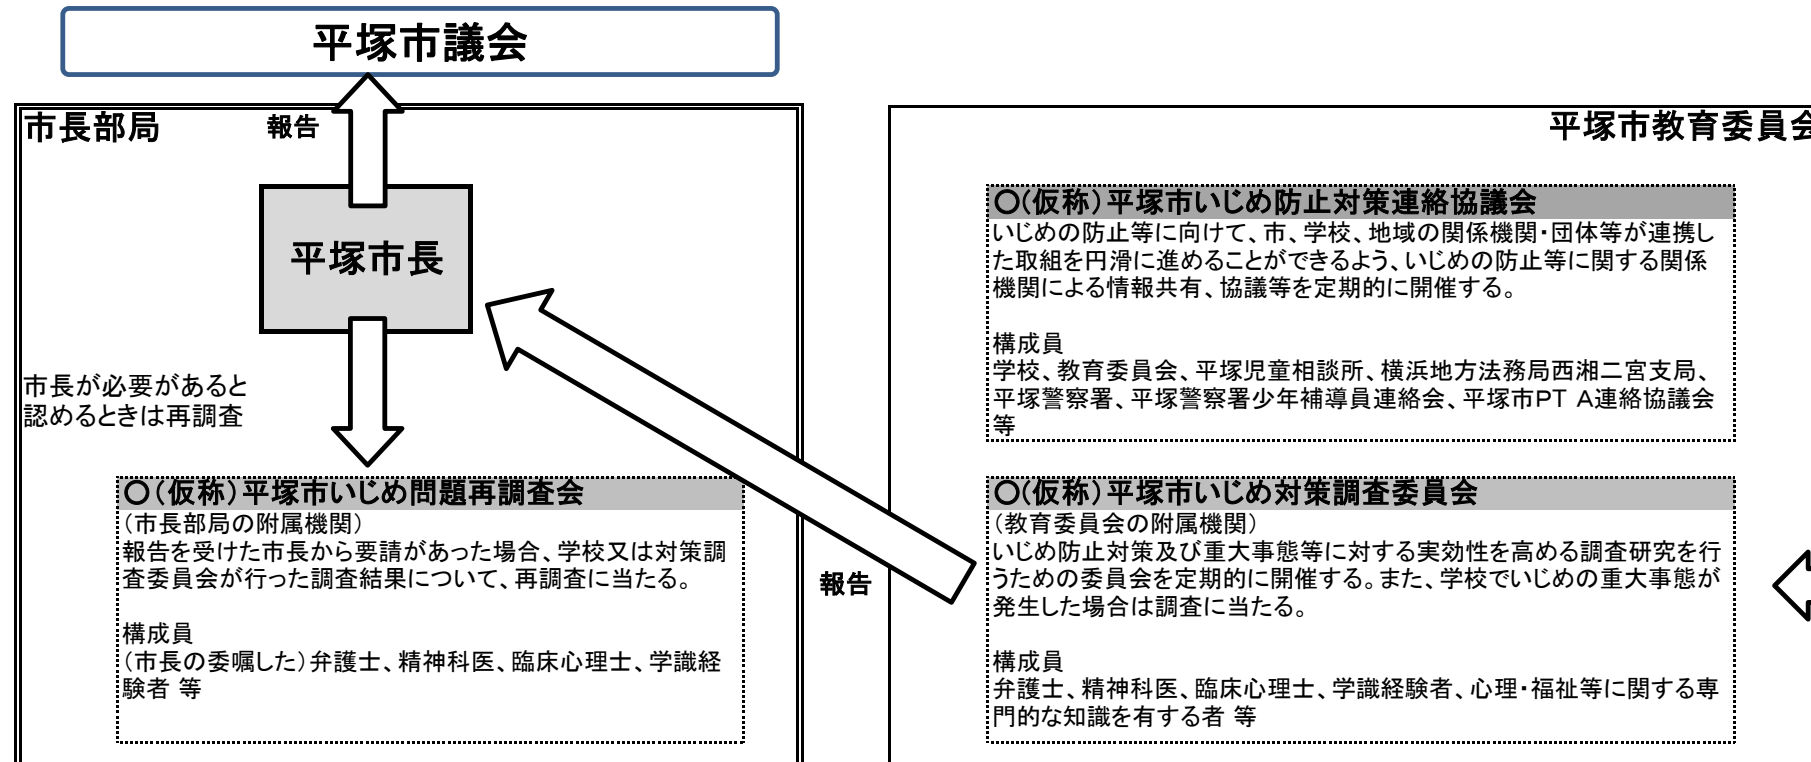 平塚市議会
市長部局
報告
平塚市長
市長が必要があると
認めるときは再調査
〇（仮称）平塚市いじめ問題再調査会
（市長部局の附属機関）
報告を受けた市長から要請があった場合、学校又は対策調
査委員会が行った調査結果について、再調査に当たる。
構成員
（市長の委嘱した）弁護士、精神科医、臨床心理士、学識経
験者 等
報告
平塚市教育委員会
〇（仮称）平塚市いじめ防止対策連絡協議会
いじめの防止等に向けて、市、学校、地域の関係機関・団体等が連携し
た取組を円滑に進めることができるよう、いじめの防止等に関する関係
機関による情報共有、協議等を定期的に開催する。
構成員
学校、教育委員会、平塚児童相談所、横浜地方法務局西湘二宮支局、
平塚警察署、平塚警察署少年補導員連絡会、平塚市PT A連絡協議会
等
〇（仮称）平塚市いじめ対策調査委員会
（教育委員会の附属機関）
いじめ防止対策及び重大事態等に対する実効性を高める調査研究を行
うための委員会を定期的に開催する。また、学校でいじめの重大事態が
発生した場合は調査に当たる。
構成員
弁護士、精神科医、臨床心理士、学識経験者、心理・福祉等に関する専
門的な知識を有する者 等